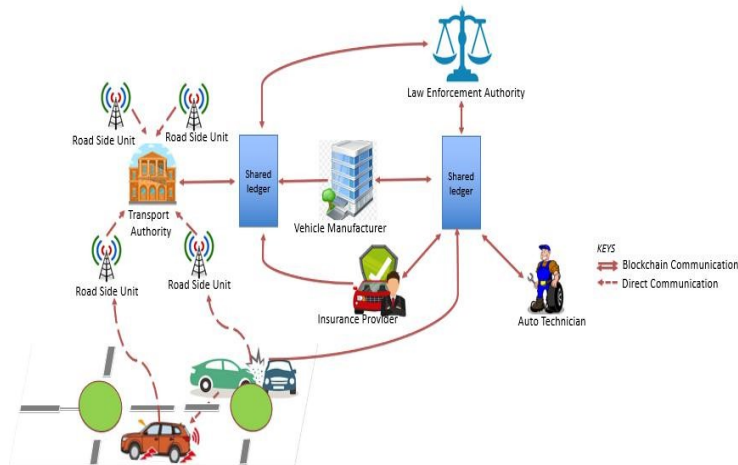 Law Enforcement Authority
Road Side Unit
Road Side Unit
Shared
ledger
Shared
ledger
Transport
Authority
Vehicle Manufacturer
Road Side Unit
Road Side Unit
KEYS
Blockchain Communication
Direct Communication
Insurance Provider
Auto Technician